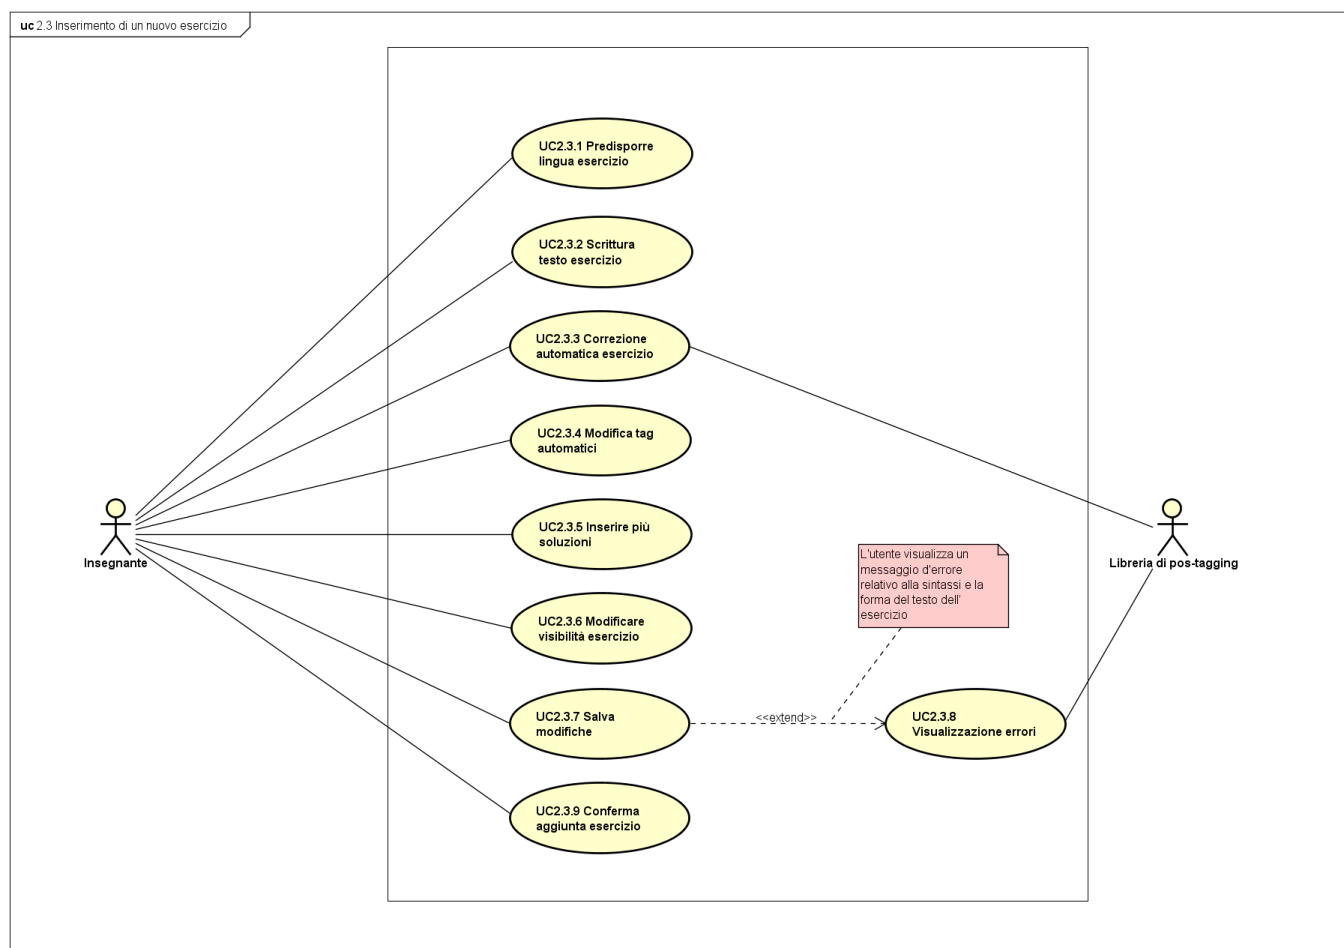 uc 2.3 Inserimento di un nuovo esercizio
UC2.3.1 Predisporre
lingua esercizio
UC2.3.2 Scrittura
testo esercizio
UC2.3.3 Correzione
automatica esercizio
UC2.3.4 Modifica tag
automatici
UC2.3.5 Inserire più
soluzioni
Insegnante
Libreria di pos-tagging
L'utente visualizza un
messaggio d'errore
relativo alla sintassi e la
forma del testo dell'
esercizio
UC2.3.6 Modificare
visibilità esercizio
UC2.3.7 Salva
modifiche
<<extend>>
UC2.3.8
Visualizzazione errori
UC2.3.9 Conferma
aggiunta esercizio